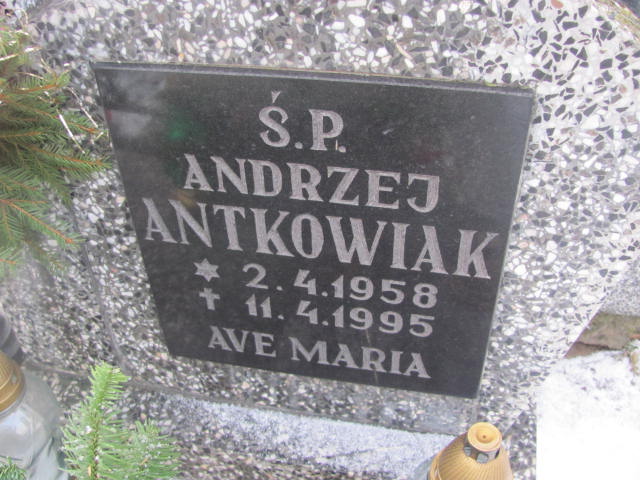 Ś.P.
ANDRZEJ
ANTKOWIAK
2.4.1958
11.4.1995
AVE MARIA